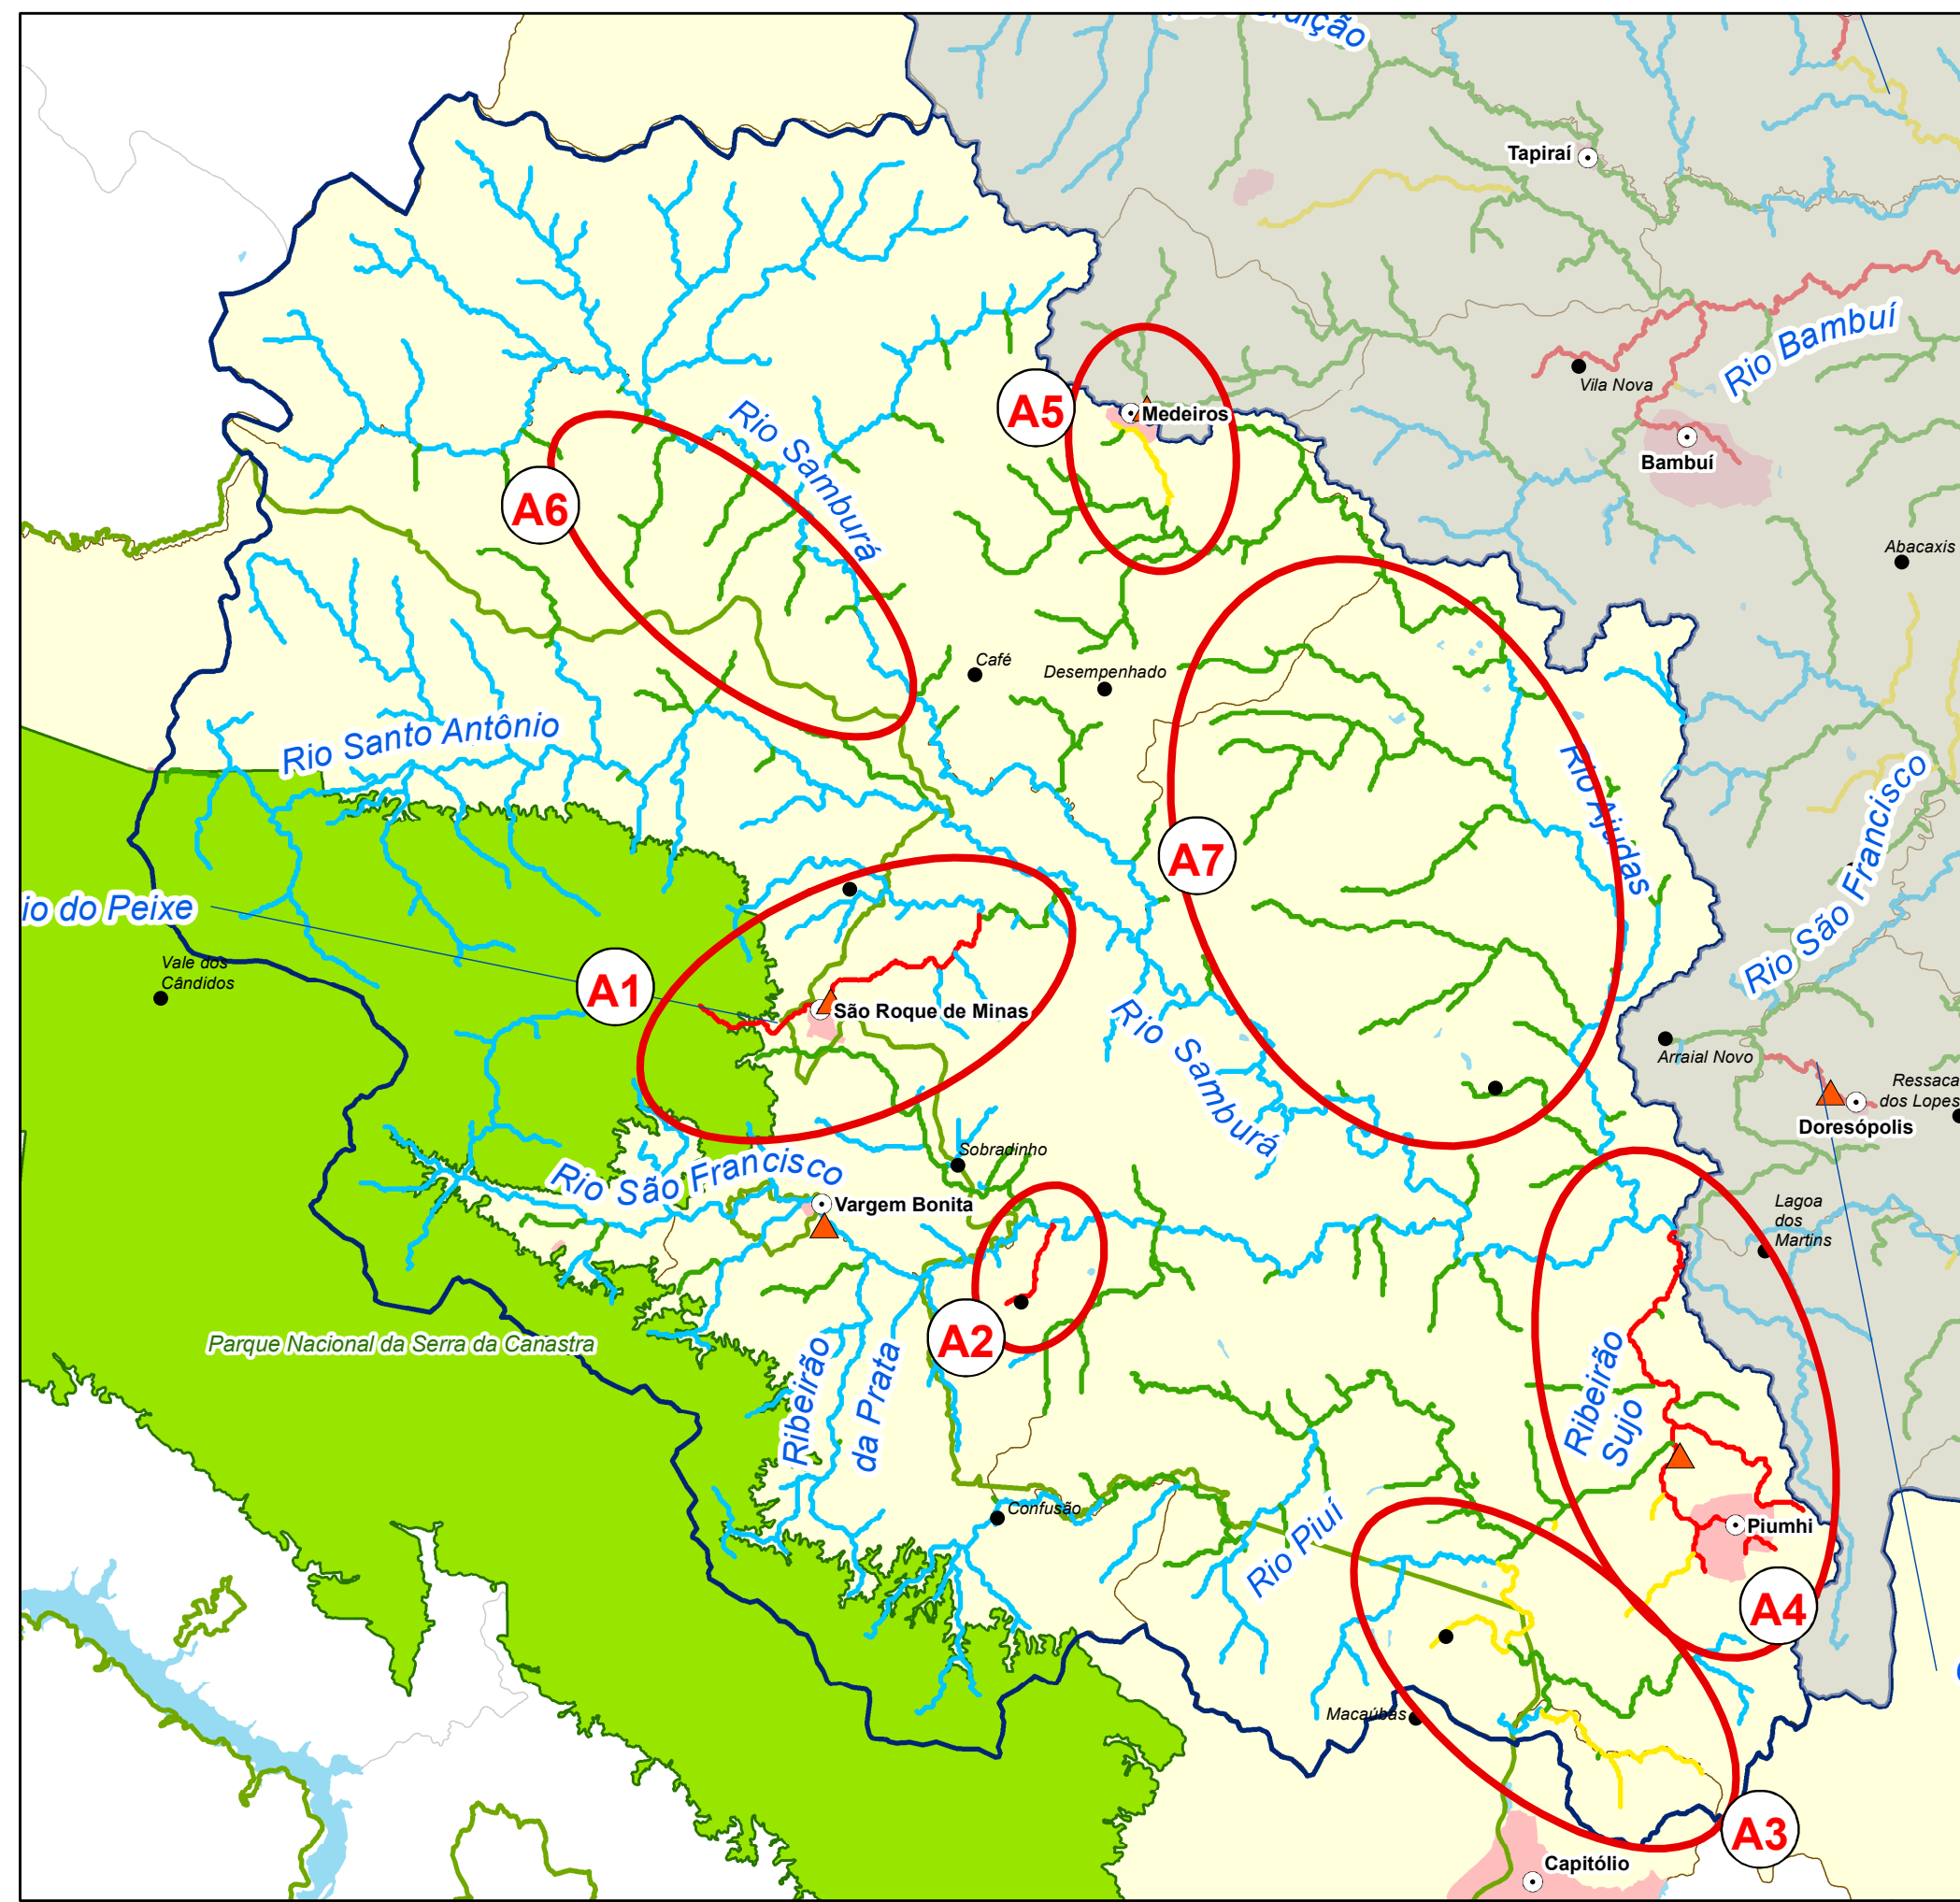 Tapiraí
Rio Bambuí
Vila Nova
Rio Samburá
A5
Medeiros
Bambuí
A6
Abacaxis
Café
Desempenhado
Rio Santo Antônio
Rio Ajudas
Rio São Francisco
A7
io do Peixe
Vale dos
Cândidos
A1
São Roque de Minas
Rio Samburá
Arraial Novo
Ressaca
dos Lopes
Doresópolis
Sobradinho
Rio São Francisco
Vargem Bonita
Lagoa
dos
Martins
Parque Nacional da Serra da Canastra
A2
Ribeirão
da Prata
Ribeirão
Sujo
Confusão
Rio Piuí
Piumhi
A4
Macaúbas
A3
Capitólio